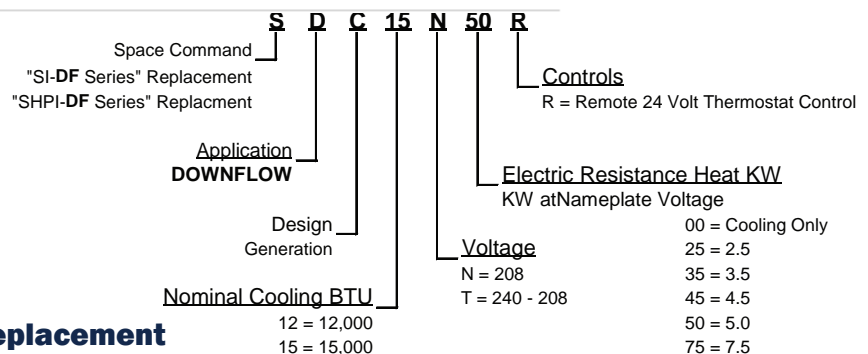 S D C 15 N 50 R
Space Command
"SI-DF Series" Replacement
"SHPI-DF Series" Replacment
Controls
R = Remote 24 Volt Thermostat Control
Application
DOWNFLOW
Electric Resistance Heat KW
KW atNameplate Voltage
00 = Cooling Only
25 = 2.5
35 = 3.5
45 = 4.5
50 = 5.0
75 = 7.5
Design
Generation
Voltage
N = 208
T = 240 - 208
Nominal Cooling BTU
12 = 12,000
15 = 15,000
eplacement